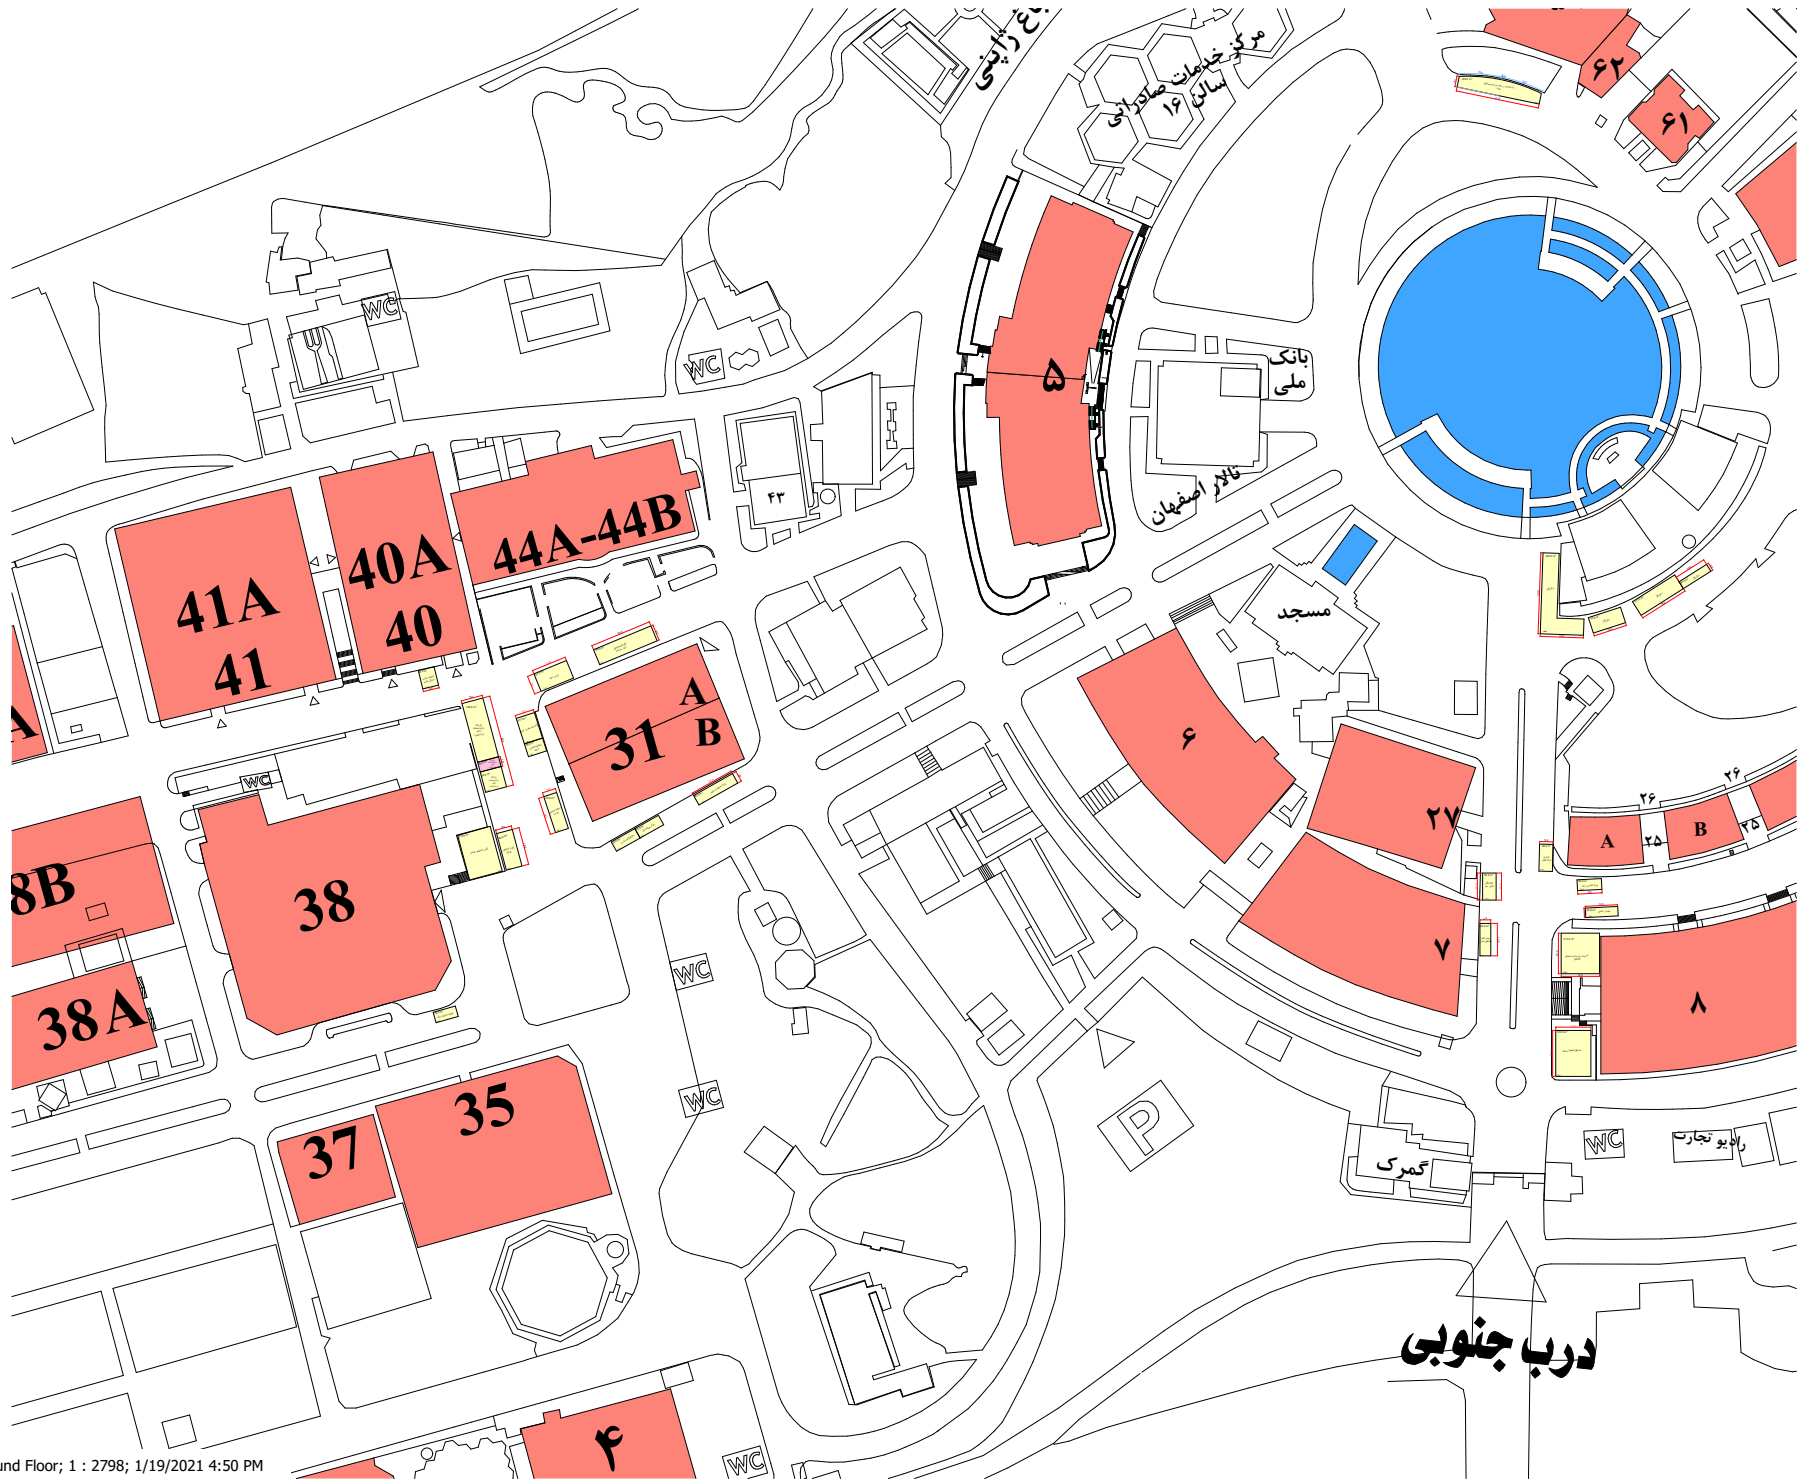 باغ ژاپنی
مرکز خدمات صادراتی
سالن ۱۶
۶۲
۶۱
WC
WC
۵
بانک
ملی
تالار اصفهان
۴۳
44A-44B
40A
40
41A
41
A
مسجد
31
A
B
۶
۲۷
۲۶
۲۶
A
۲۵
B
۲۵
WC
8B
38
38A
۷
۸
WC
WC
37
35
P
گمرک
WC
رادیو تجارت
درب جنوبی
۴
WC
und Floor; 1 : 2798; 1/19/2021 4:50 PM